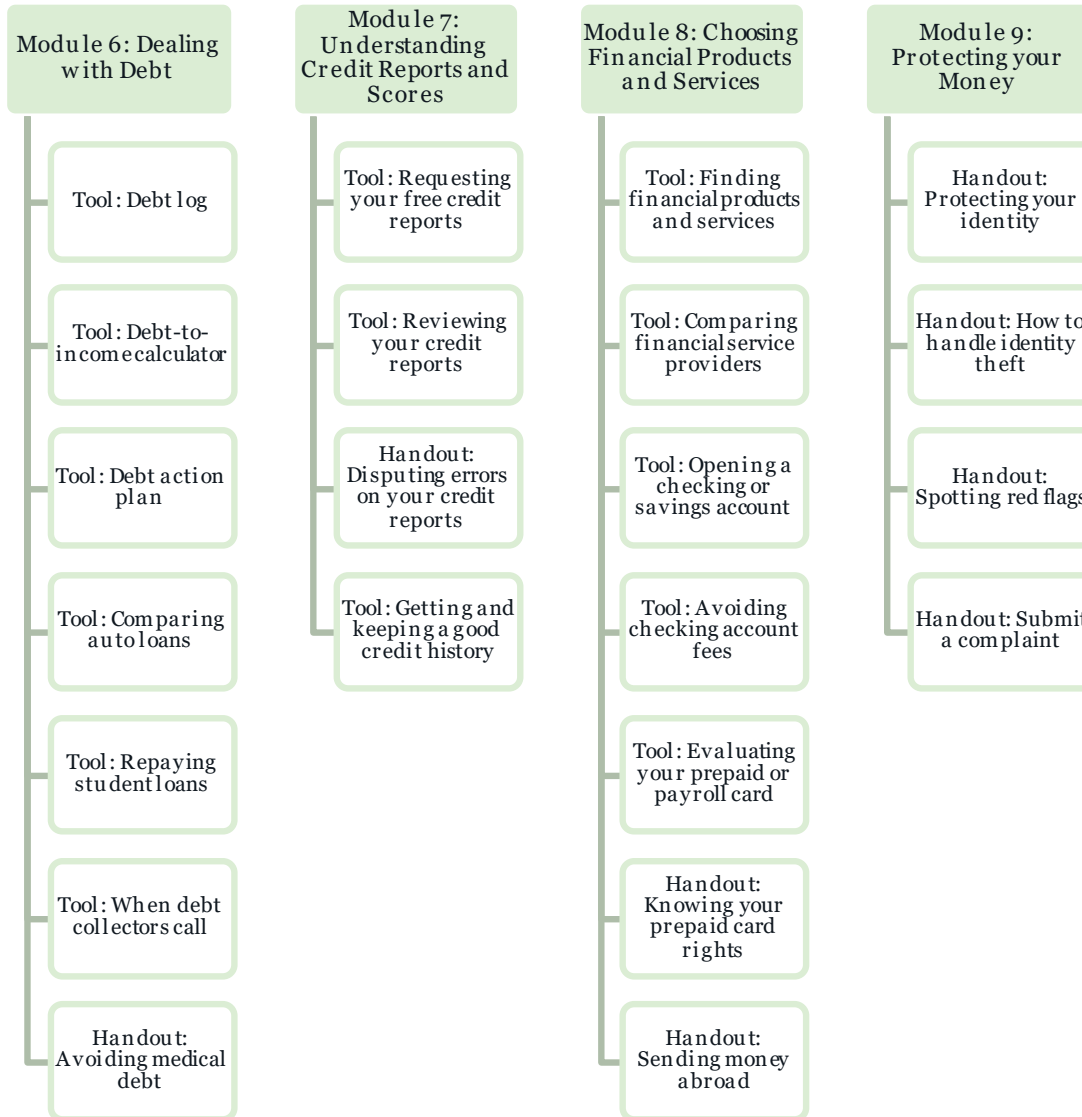 Module 6: Dealing
with Debt
Tool: Debt log
Tool: Debt-to-
income calculator
Tool: Debt action
plan
Tool: Comparing
auto loans
Tool: Repaying
student loans
Tool: When debt
collectors call
Handout:
Avoiding medical
debt
Module 7:
Understanding
Credit Reports and
Scores
Tool: Requesting
your free credit
reports
Tool: Reviewing
your credit
reports
Handout:
Disputing errors
on your credit
reports
Tool: Getting and
keeping a good
credit history
Module 8: Choosing
Financial Products
and Services
Tool: Finding
financial products
and services
Tool: Comparing
financial service
providers
Tool: Opening a
checking or
savings account
Tool: Avoiding
checking account
fees
Tool: Evaluating
your prepaid or
payroll card
Handout:
Knowing your
prepaid card
rights
Handout:
Sending money
abroad
Module 9:
Protecting your
Money
Handout:
Protecting your
identity
Handout: How to
handle identity
theft
Handout:
Spotting red flags
Handout: Submit
a complaint